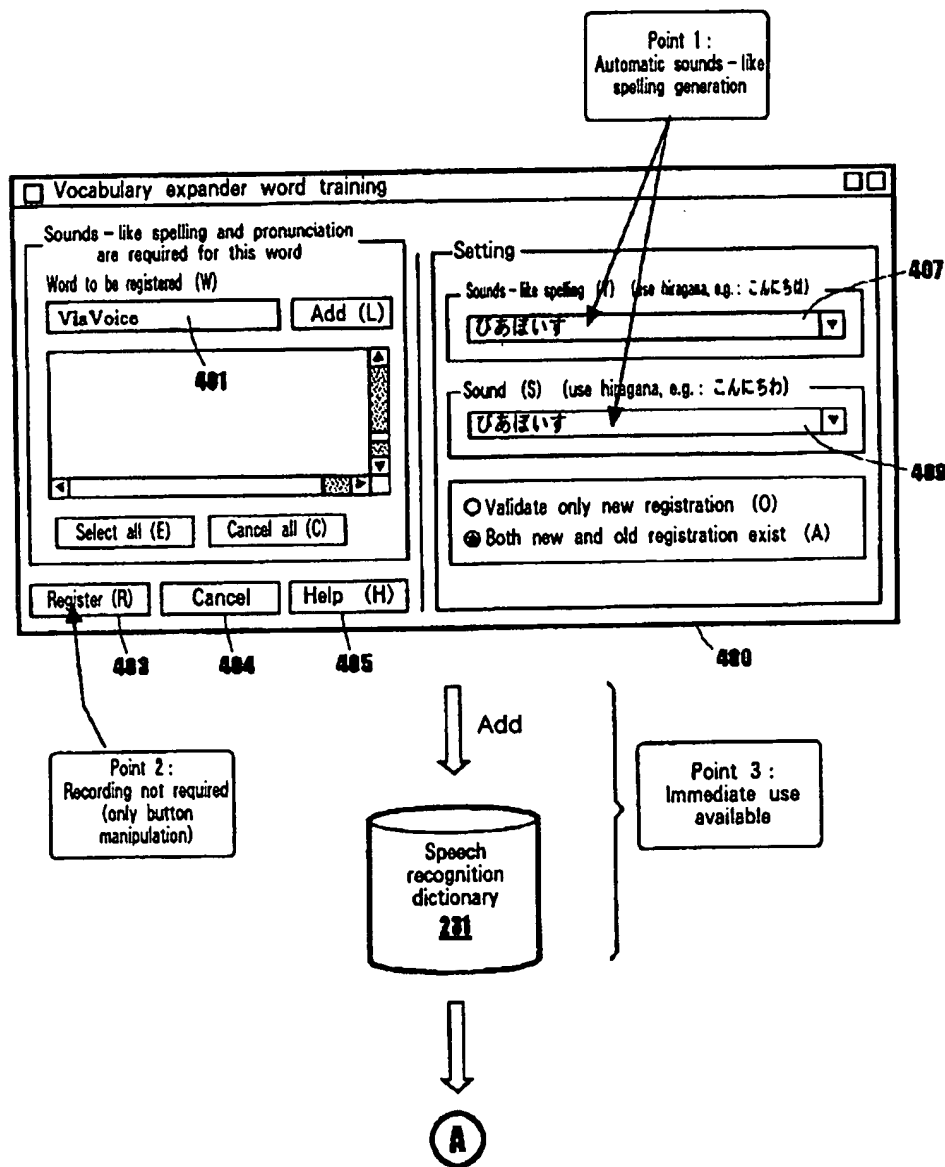 Point 1 :
Automatic sounds-like
spelling generation
Vocabulary expander word training
Sounds-like spelling and pronunciation
are required for this word
Word to be registered (W)
ViaVoice
Add (L)
401
Select all (E)
Cancel all (C)
Register (R)
Cancel
Help (H)
Setting
Sounds-like spelling (Y) (use hiragana, e.g.: こんにちは)
びあぼいす
407
Sound (S) (use hiragana, e.g.: こんにちわ)
びあぼいす
409
Validate only new registration (O)
Both new and old registration exist (A)
403
404
405
400
Add
Point 2 :
Recording not required
(only button
manipulation)
Point 3 :
Immediate use
available
Speech
recognition
dictionary
231
A